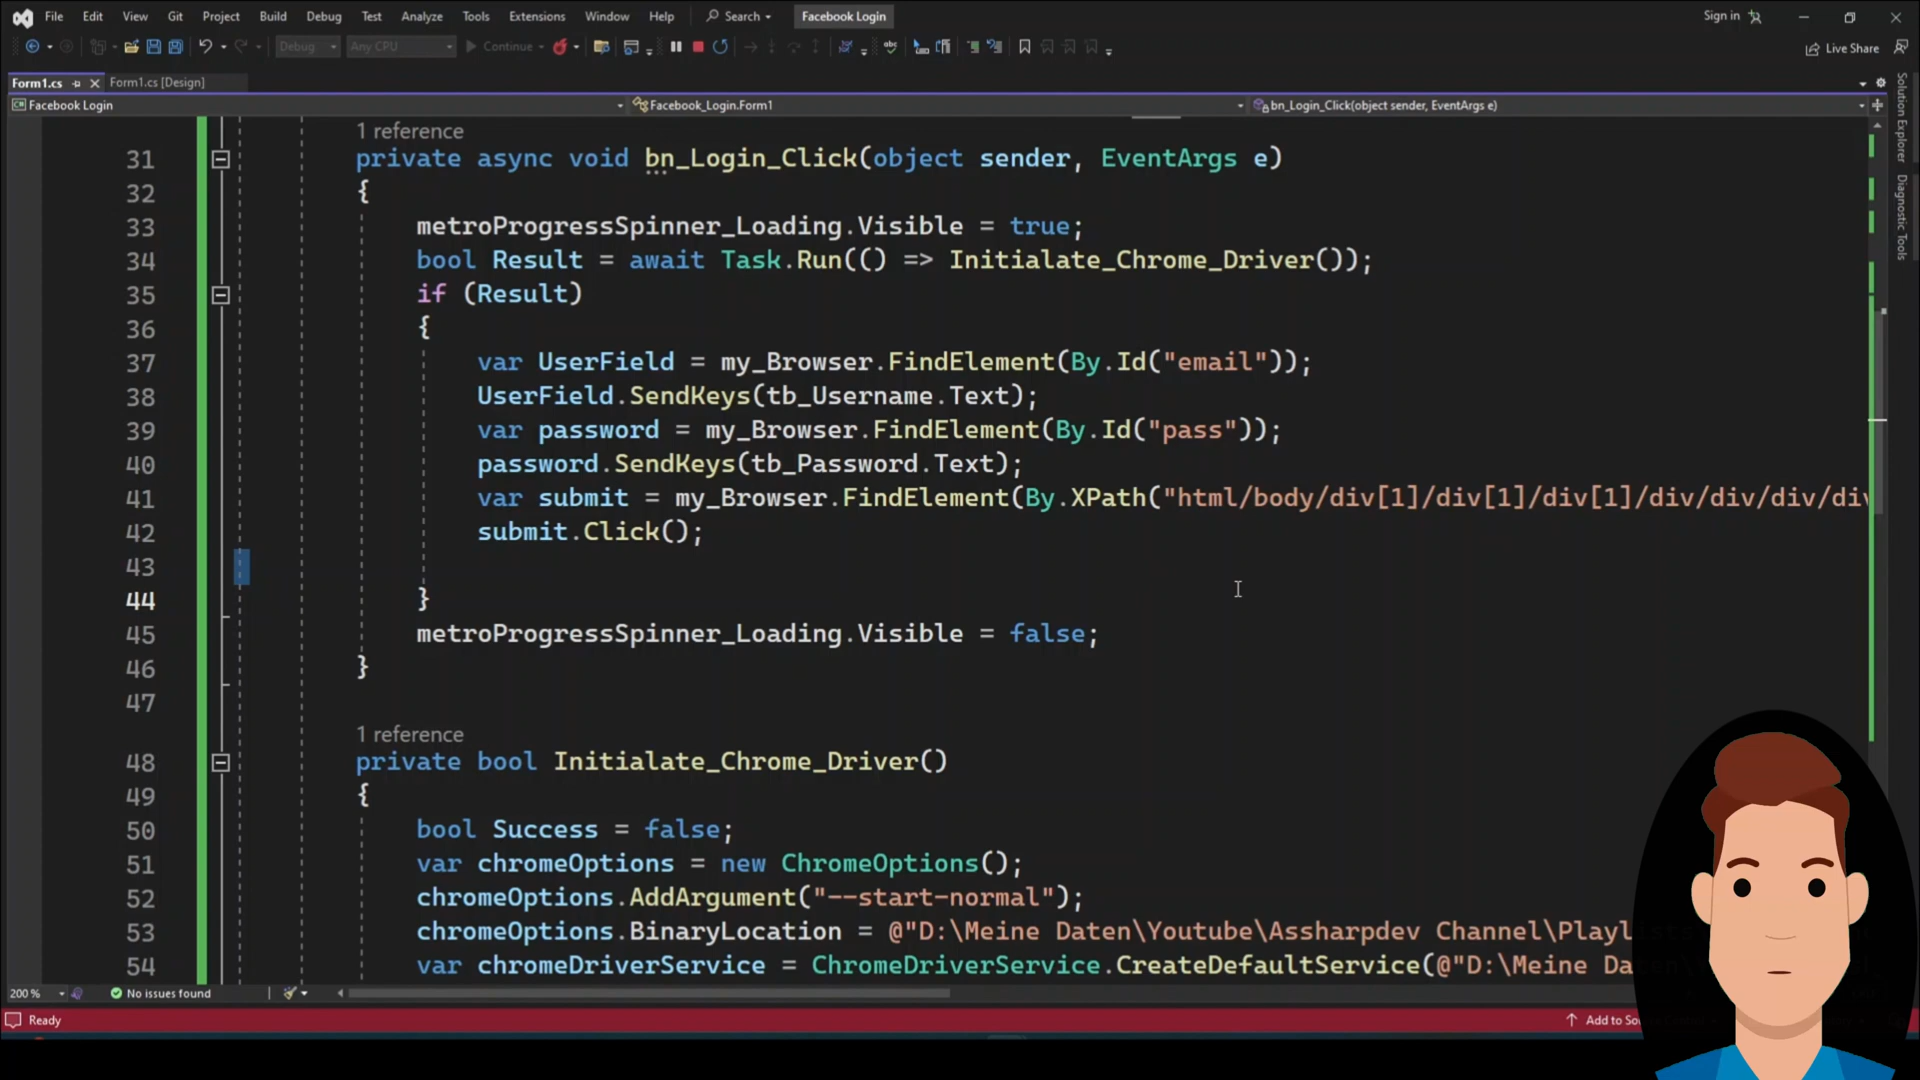 File Edit View Git Project Build Debug Test Analyze Tools Extensions Window Help Search Facebook Login Sign in
Debug Any CPU Continue Live Share
Form1.cs Form1.cs [Design]
Facebook Login Facebook_Login.Form1 bn_Login_Click(object sender, EventArgs e)
Solution Explorer
Diagnostic Tools
1 reference
31 private async void bn_Login_Click(object sender, EventArgs e)
32 {
33 metroProgressSpinner_Loading.Visible = true;
34 bool Result = await Task.Run(() => Initialate_Chrome_Driver());
35 if (Result)
36 {
37 var UserField = my_Browser.FindElement(By.Id("email"));
38 UserField.SendKeys(tb_Username.Text);
39 var password = my_Browser.FindElement(By.Id("pass"));
40 password.SendKeys(tb_Password.Text);
41 var submit = my_Browser.FindElement(By.XPath("html/body/div[1]/div[1]/div[1]/div/div/div/div
42 submit.Click();
43
44 }
45 metroProgressSpinner_Loading.Visible = false;
46 }
47
1 reference
48 private bool Initialate_Chrome_Driver()
49 {
50 bool Success = false;
51 var chromeOptions = new ChromeOptions();
52 chromeOptions.AddArgument("--start-normal");
53 chromeOptions.BinaryLocation = @"D:\Meine Daten\Youtube\Assharpdev Channel\Playlists
54 var chromeDriverService = ChromeDriverService.CreateDefaultService(@"D:\Meine Da
200 % No issues found
Ready Add to So